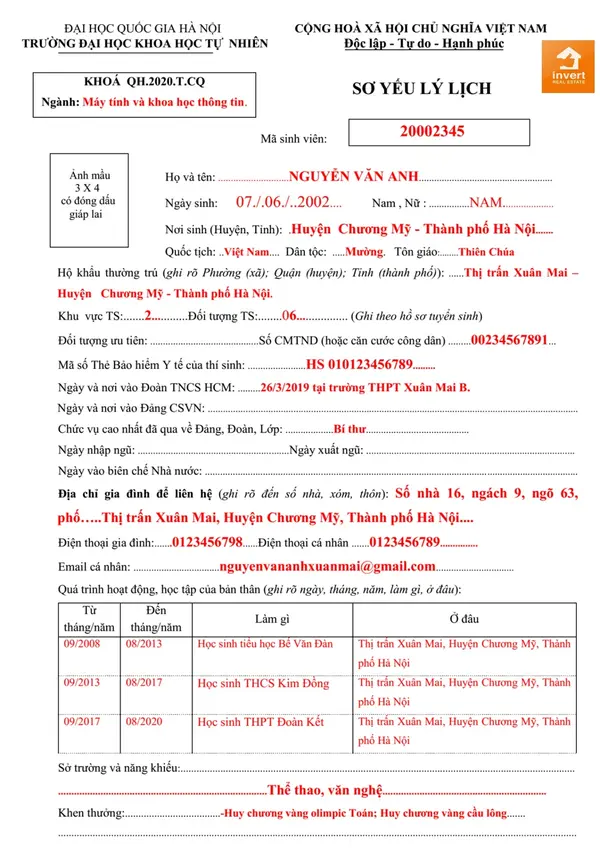 ĐẠI HỌC QUỐC GIA HÀ NỘI
TRƯỜNG ĐẠI HỌC KHOA HỌC TỰ NHIÊN
CỘNG HOÀ XÃ HỘI CHỦ NGHĨA VIỆT NAM
Độc lập - Tự do - Hạnh phúc
invert
REAL ESTATE
KHOÁ QH.2020.T.CQ
Ngành: Máy tính và khoa học thông tin.
SƠ YẾU LÝ LỊCH
Mã sinh viên: 20002345
Ảnh mầu
3 X 4
có đóng dấu
giáp lai
Họ và tên: ............................NGUYỄN VĂN ANH....................................................
Ngày sinh: 07./.06./..2002.... Nam , Nữ : ................NAM...................
Nơi sinh (Huyện, Tỉnh): .Huyện Chương Mỹ - Thành phố Hà Nội.......
Quốc tịch: ..Việt Nam.... Dân tộc: .....Mường. Tôn giáo:........Thiên Chúa
Hộ khẩu thường trú (ghi rõ Phường (xã); Quận (huyện); Tỉnh (thành phố)): ......Thị trấn Xuân Mai –
Huyện Chương Mỹ - Thành phố Hà Nội.
Khu vực TS:.......2...........Đối tượng TS:........06.................. (Ghi theo hồ sơ tuyển sinh)
Đối tượng ưu tiên: ..........................................Số CMTND (hoặc căn cước công dân) .........00234567891...
Mã số Thẻ Bảo hiểm Y tế của thí sinh: .......................HS 010123456789.........
Ngày và nơi vào Đoàn TNCS HCM: .........26/3/2019 tại trường THPT Xuân Mai B.
Ngày và nơi vào Đảng CSVN: ................................................................................................
Chức vụ cao nhất đã qua về Đảng, Đoàn, Lớp: ...................Bí thư........................................
Ngày nhập ngũ: ...........................................................Ngày xuất ngũ: ...............................................................
Ngày vào biên chế Nhà nước: ................................................................................................
Địa chỉ gia đình để liên hệ (ghi rõ đến số nhà, xóm, thôn): Số nhà 16, ngách 9, ngõ 63,
phố…..Thị trấn Xuân Mai, Huyện Chương Mỹ, Thành phố Hà Nội....
Điện thoại gia đình:.......0123456798......Điện thoại cá nhân .......0123456789..............
Email cá nhân: ..................................nguyenvananhxuanmai@gmail.com..............................
Quá trình hoạt động, học tập của bản thân (ghi rõ ngày, tháng, năm, làm gì, ở đâu):
Từ tháng/năm Đến tháng/năm Làm gì Ở đâu
09/2008 08/2013 Học sinh tiểu học Bế Văn Đàn Thị trấn Xuân Mai, Huyện Chương Mỹ, Thành
phố Hà Nội
09/2013 08/2017 Học sinh THCS Kim Đồng Thị trấn Xuân Mai, Huyện Chương Mỹ, Thành
phố Hà Nội
09/2017 08/2020 Học sinh THPT Đoàn Kết Thị trấn Xuân Mai, Huyện Chương Mỹ, Thành
phố Hà Nội
Sở trường và năng khiếu:................................................................................................
................................................................................Thể thao, văn nghệ................................................................
Khen thưởng:.....................................-Huy chương vàng olimpic Toán; Huy chương vàng cầu lông.......
................................................................................................................................